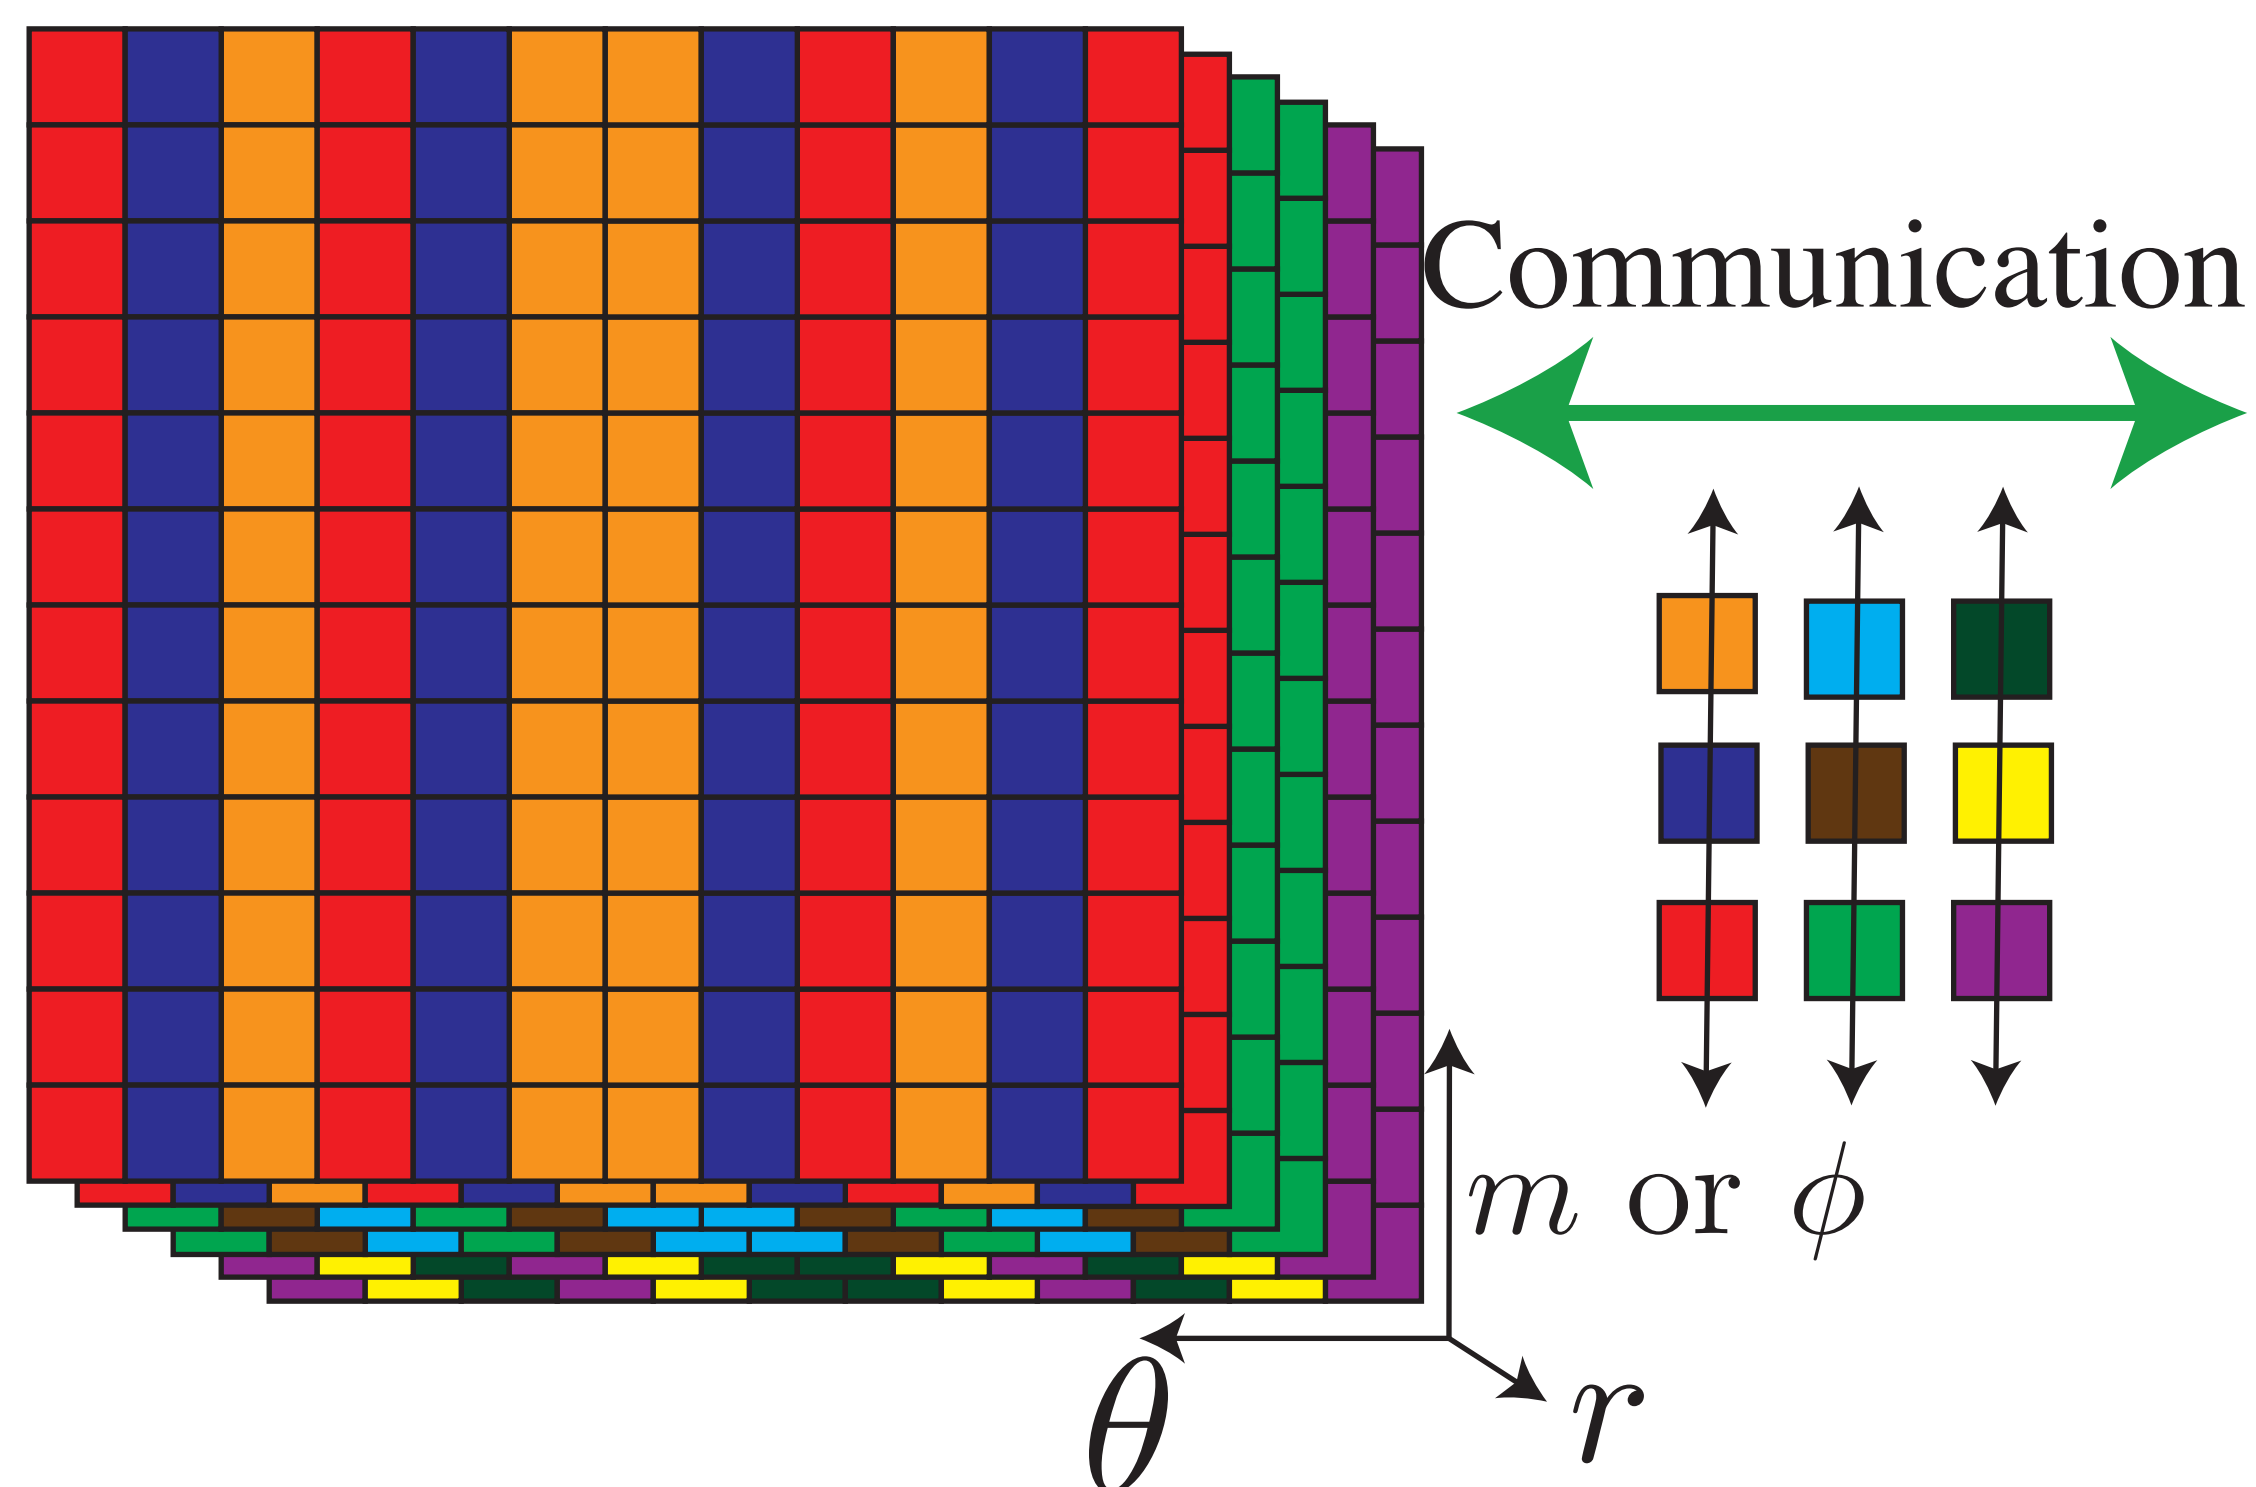 Communication
m or ϕ
θ
r